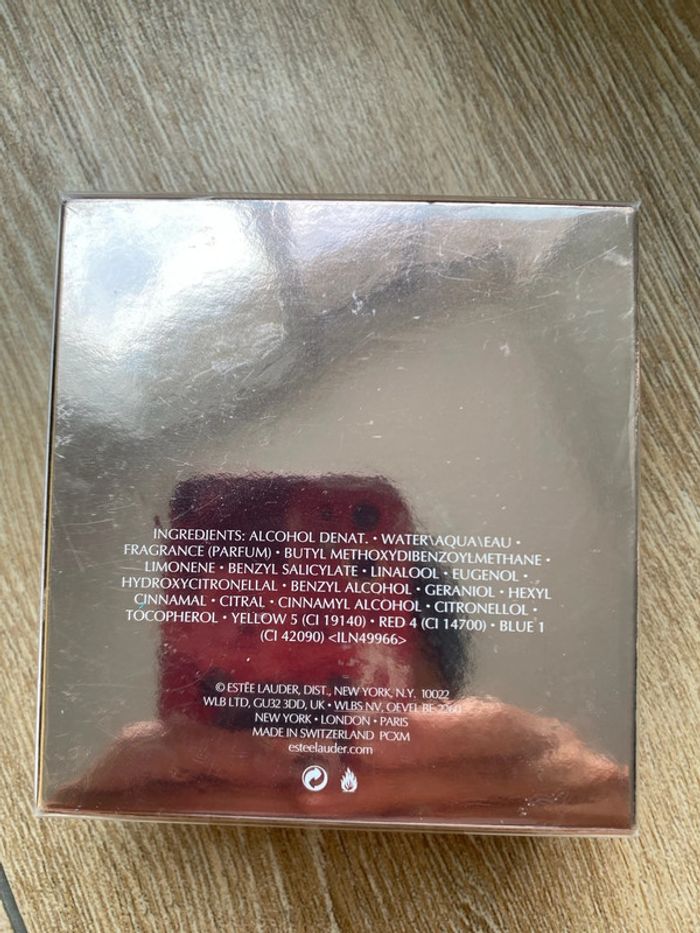 INGREDIENTS: ALCOHOL DENAT. • WATER\AQUA\EAU •
FRAGRANCE (PARFUM) • BUTYL METHOXYDIBENZOYLMETHANE •
LIMONENE • BENZYL SALICYLATE • LINALOOL • EUGENOL •
HYDROXYCITRONELLAL • BENZYL ALCOHOL • GERANIOL • HEXYL
CINNAMAL • CITRAL • CINNAMYL ALCOHOL • CITRONELLOL •
TOCOPHEROL • YELLOW 5 (CI 19140) • RED 4 (CI 14700) • BLUE 1
(CI 42090) <ILN49966>
© ESTĒE LAUDER, DIST., NEW YORK, N.Y. 10022
WLB LTD, GU32 3DD, UK • WLBS NV, OEVEL BE-2260
NEW YORK • LONDON • PARIS
MADE IN SWITZERLAND PCXM
esteelauder.com